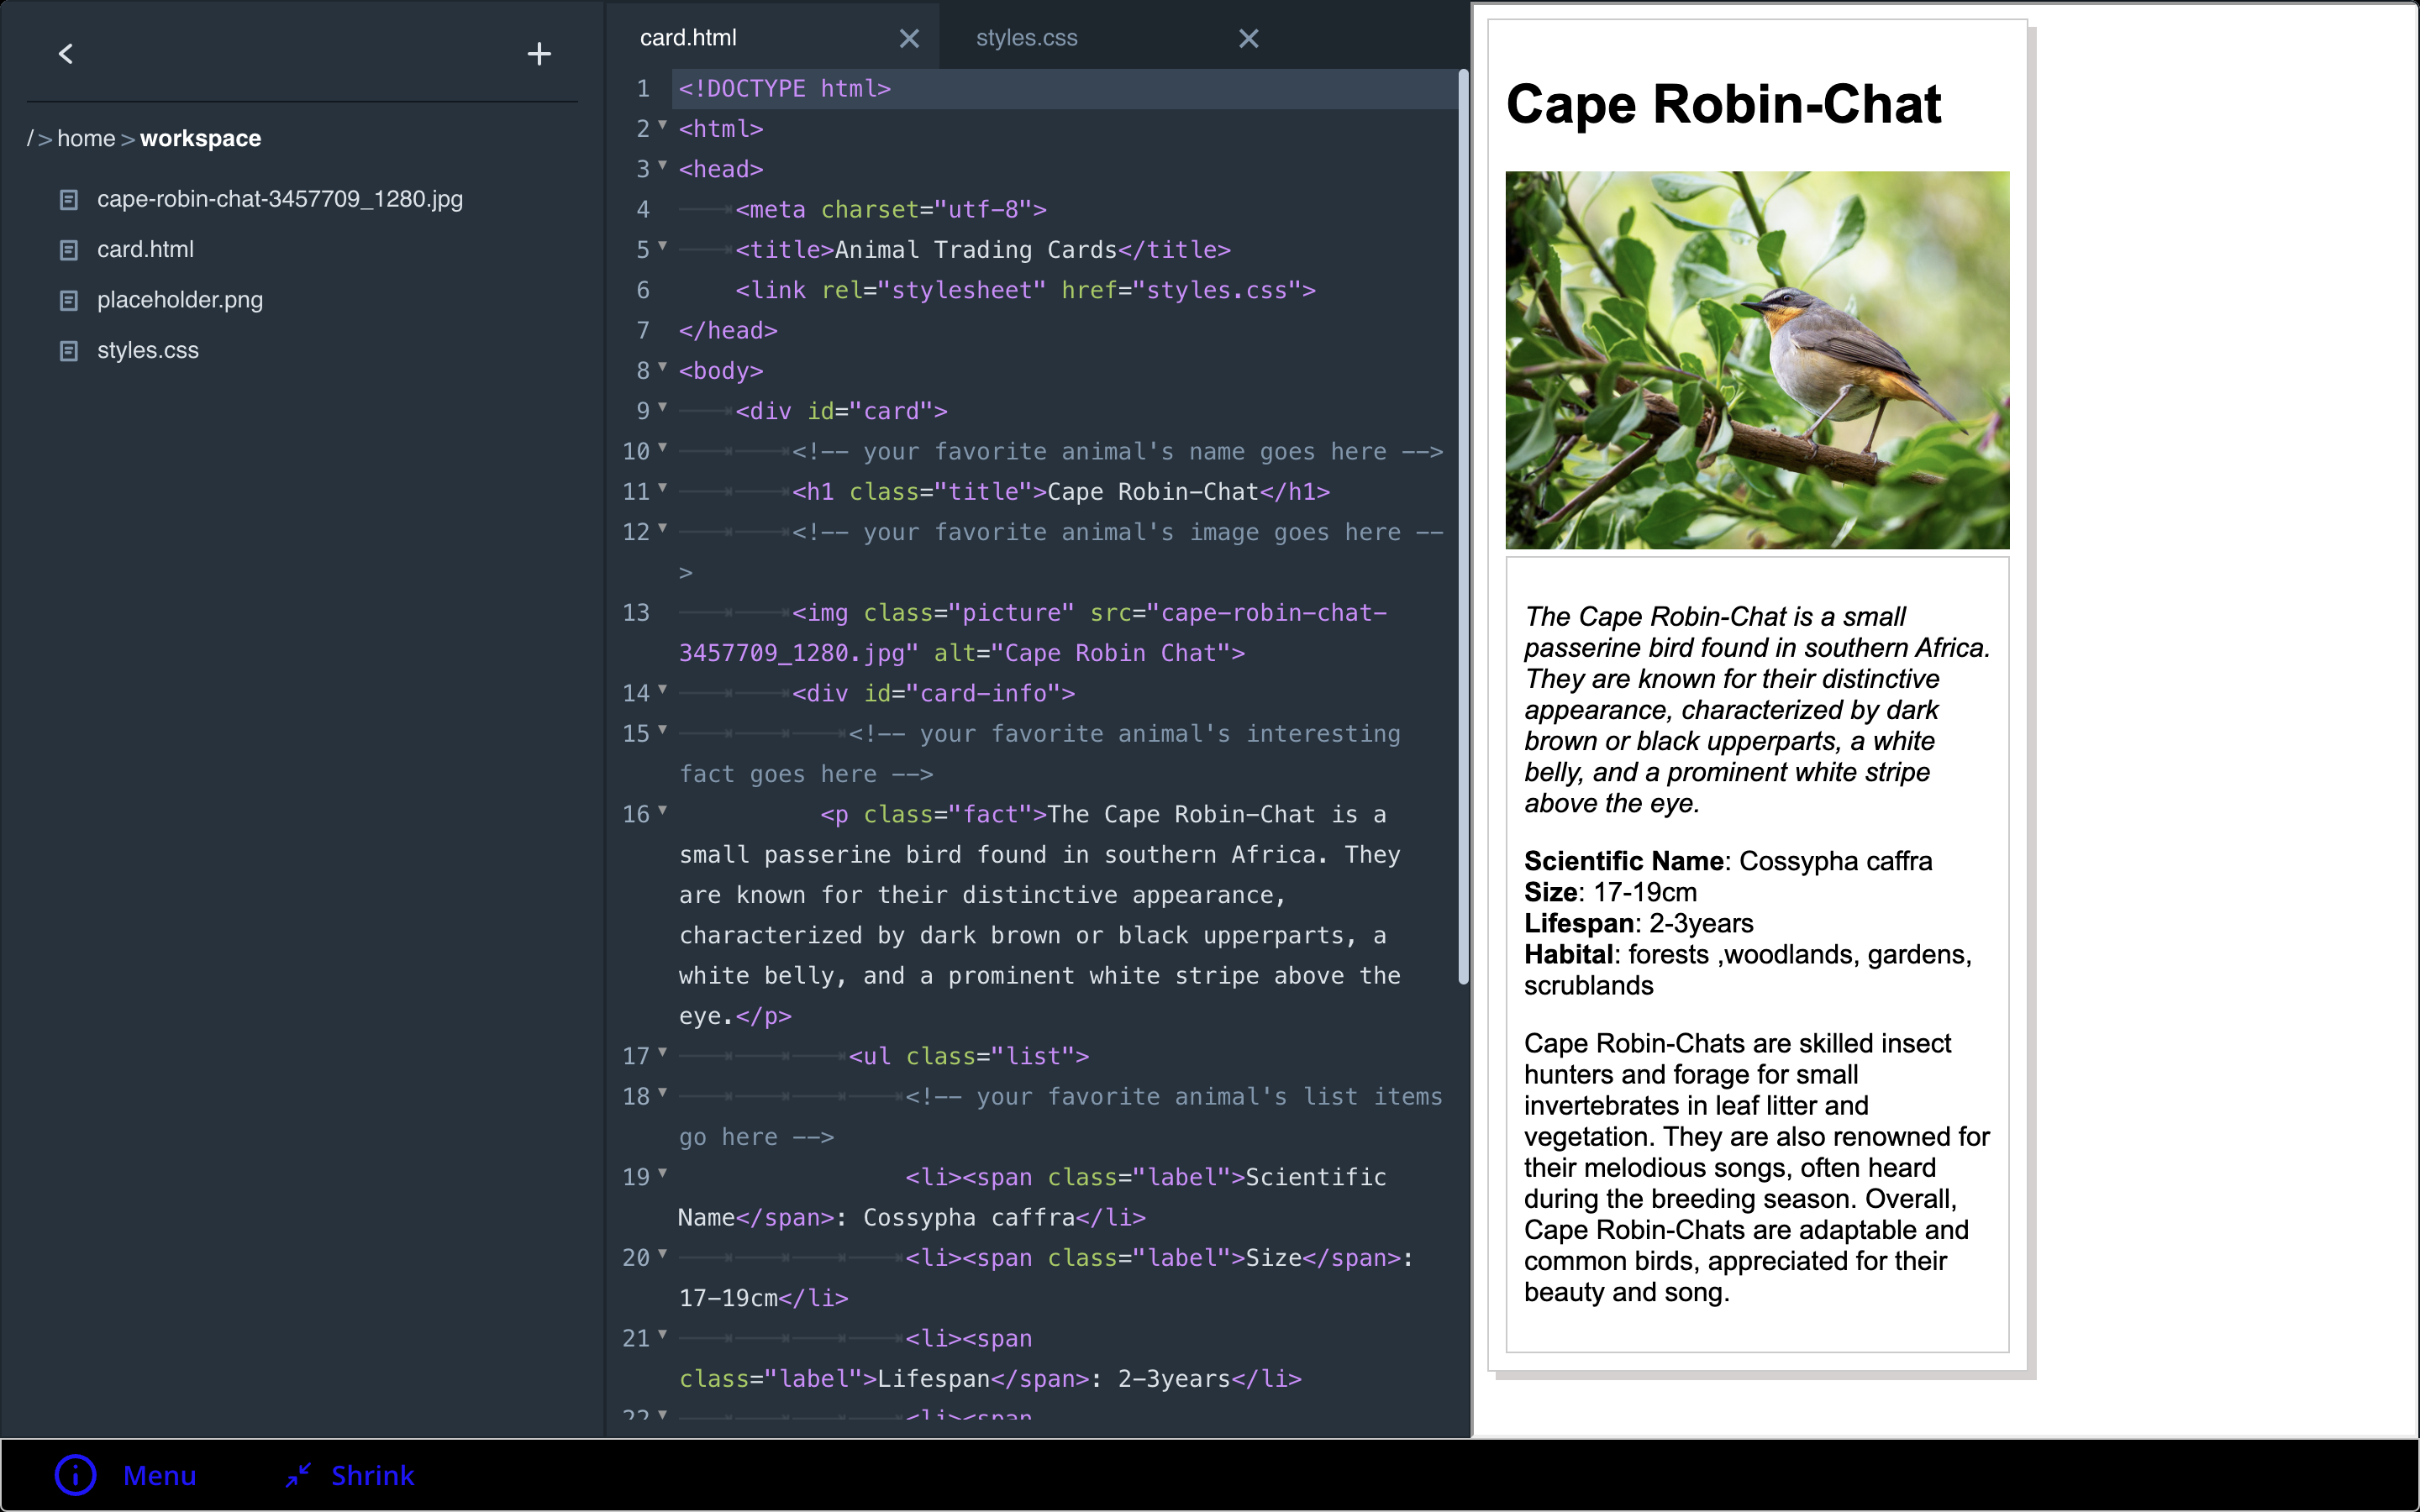 / > home > workspace
cape-robin-chat-3457709_1280.jpg
card.html
placeholder.png
styles.css
card.html
styles.css
1 <!DOCTYPE html>
2 <html>
3 <head>
4 <meta charset="utf-8">
5 <title>Animal Trading Cards</title>
6 <link rel="stylesheet" href="styles.css">
7 </head>
8 <body>
9 <div id="card">
10 <!-- your favorite animal's name goes here -->
11 <h1 class="title">Cape Robin-Chat</h1>
12 <!-- your favorite animal's image goes here --
>
13 <img class="picture" src="cape-robin-chat-
3457709_1280.jpg" alt="Cape Robin Chat">
14 <div id="card-info">
15 <!-- your favorite animal's interesting
fact goes here -->
16 <p class="fact">The Cape Robin-Chat is a
small passerine bird found in southern Africa. They
are known for their distinctive appearance,
characterized by dark brown or black upperparts, a
white belly, and a prominent white stripe above the
eye.</p>
17 <ul class="list">
18 <!-- your favorite animal's list items
go here -->
19 <li><span class="label">Scientific
Name</span>: Cossypha caffra</li>
20 <li><span class="label">Size</span>:
17-19cm</li>
21 <li><span
class="label">Lifespan</span>: 2-3years</li>
22 <li><span
Cape Robin-Chat
The Cape Robin-Chat is a small
passerine bird found in southern Africa.
They are known for their distinctive
appearance, characterized by dark
brown or black upperparts, a white
belly, and a prominent white stripe
above the eye.
Scientific Name: Cossypha caffra
Size: 17-19cm
Lifespan: 2-3years
Habital: forests ,woodlands, gardens,
scrublands
Cape Robin-Chats are skilled insect
hunters and forage for small
invertebrates in leaf litter and
vegetation. They are also renowned for
their melodious songs, often heard
during the breeding season. Overall,
Cape Robin-Chats are adaptable and
common birds, appreciated for their
beauty and song.
Menu
Shrink